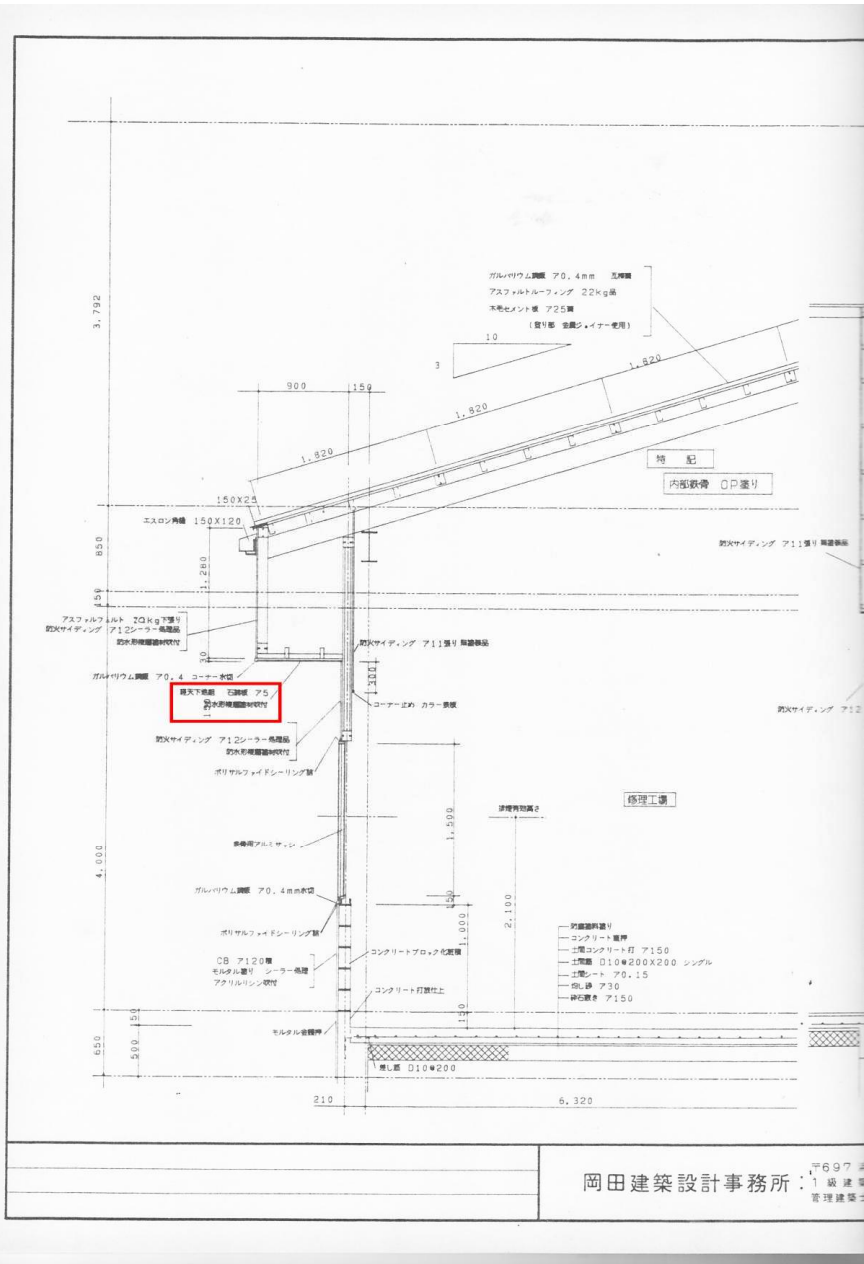 ガルバリウム鋼板 ア0.4mm 瓦棒葺
アスファルトルーフィング 22kg品
木毛セメント板 ア25
(登り部 金属ジョイナー使用)
10
3
3,792
900
150
1,820
1,820
1,820
特記
内部鉄骨 OP塗り
150X25
エスロン角樋 150X120
850
1,280
450
防火サイディング ア11張り
アスファルフェルト 20kg下張り
防火サイディング ア12シーラー処理品
防水形複層塗材吹付
防火サイディング ア11張り
30
300
ガルバリウム鋼板 ア0.4 コーナー水切
軒天下地組 石綿板 ア5
防水形複層塗材吹付
150
コーナー止め カラー鉄板
防火サイディング ア12
防火サイディング ア12シーラー処理品
防水形複層塗材吹付
ポリサルファイドシーリング
修理工場
排煙有効高さ
1,500
アルミサッシ
4,000
ガルバリウム鋼板 ア0.4mm水切
50
2,100
1,000
ポリサルファイドシーリング
防塵塗料塗り
コンクリート直押
土間コンクリート打 ア150
土間筋 D10@200X200 シングル
土間シート ア0.15
均し砂 ア30
砕石敷き ア150
コンクリートブロック化粧積
CB ア120積
モルタル塗り シーラー処理
アクリルリシン吹付
コンクリート打放仕上
150
モルタル金鏝押
650
50
500
差し筋 D10@200
210
6,320
岡田建築設計事務所:
〒697
1級建築
管理建築士